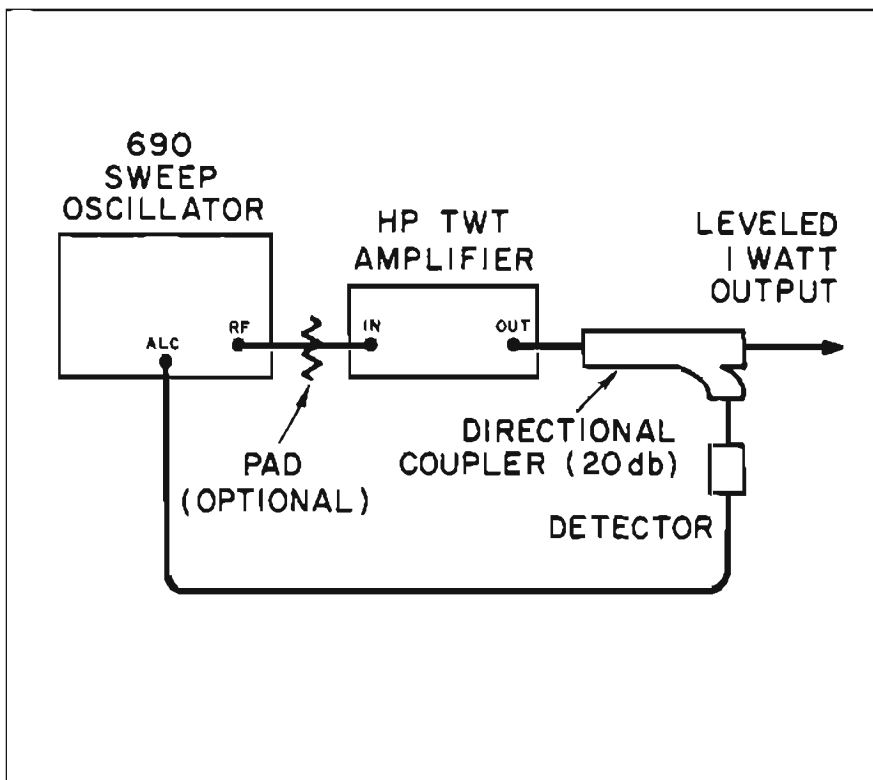 690
SWEEP
OSCILLATOR
HP TWT
AMPLIFIER
LEVELED
1 WATT
OUTPUT
ALC
RF
IN
OUT
PAD
(OPTIONAL)
DIRECTIONAL
COUPLER (20db)
DETECTOR